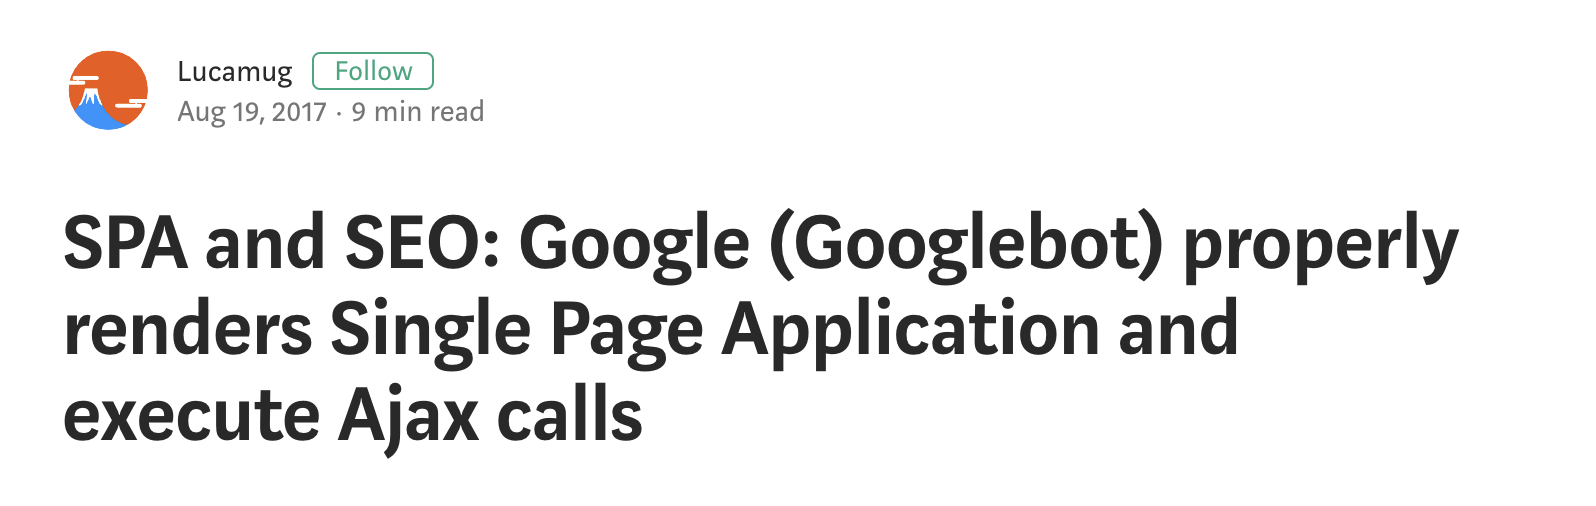 Lucamug Follow
Aug 19, 2017 · 9 min read
SPA and SEO: Google (Googlebot) properly
renders Single Page Application and
execute Ajax calls